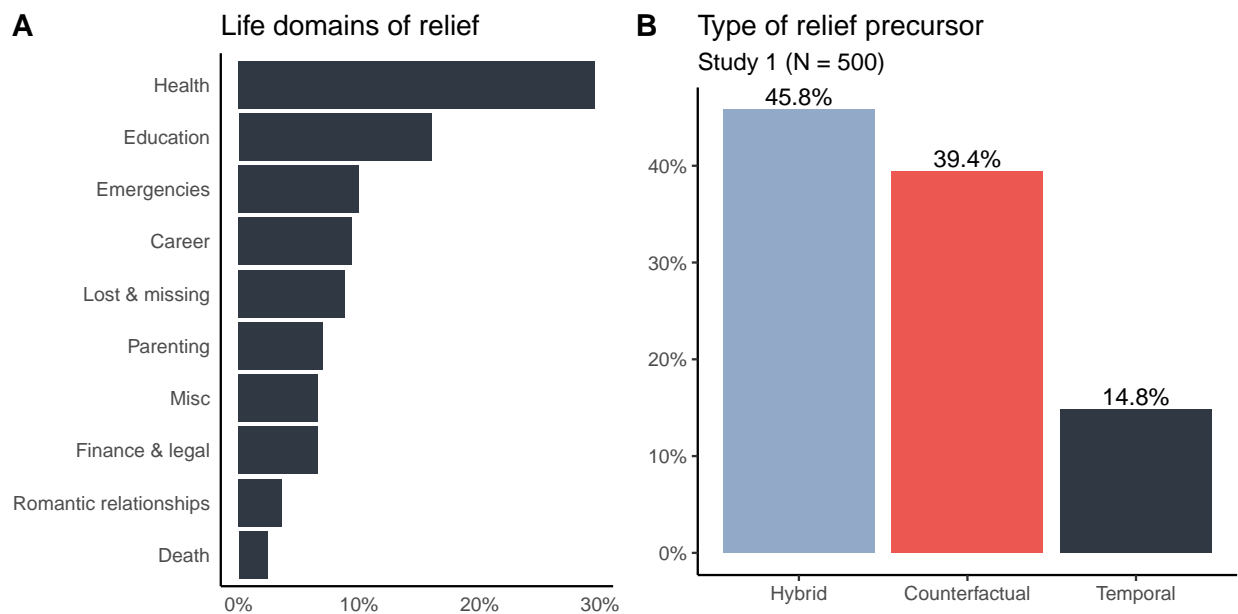 A
Life domains of relief
Health
Education
Emergencies
Career
Lost & missing
Parenting
Misc
Finance & legal
Romantic relationships
Death
0%
10%
20%
30%
B
Type of relief precursor
Study 1 (N = 500)
45.8%
39.4%
14.8%
40%
30%
20%
10%
0%
Hybrid
Counterfactual
Temporal